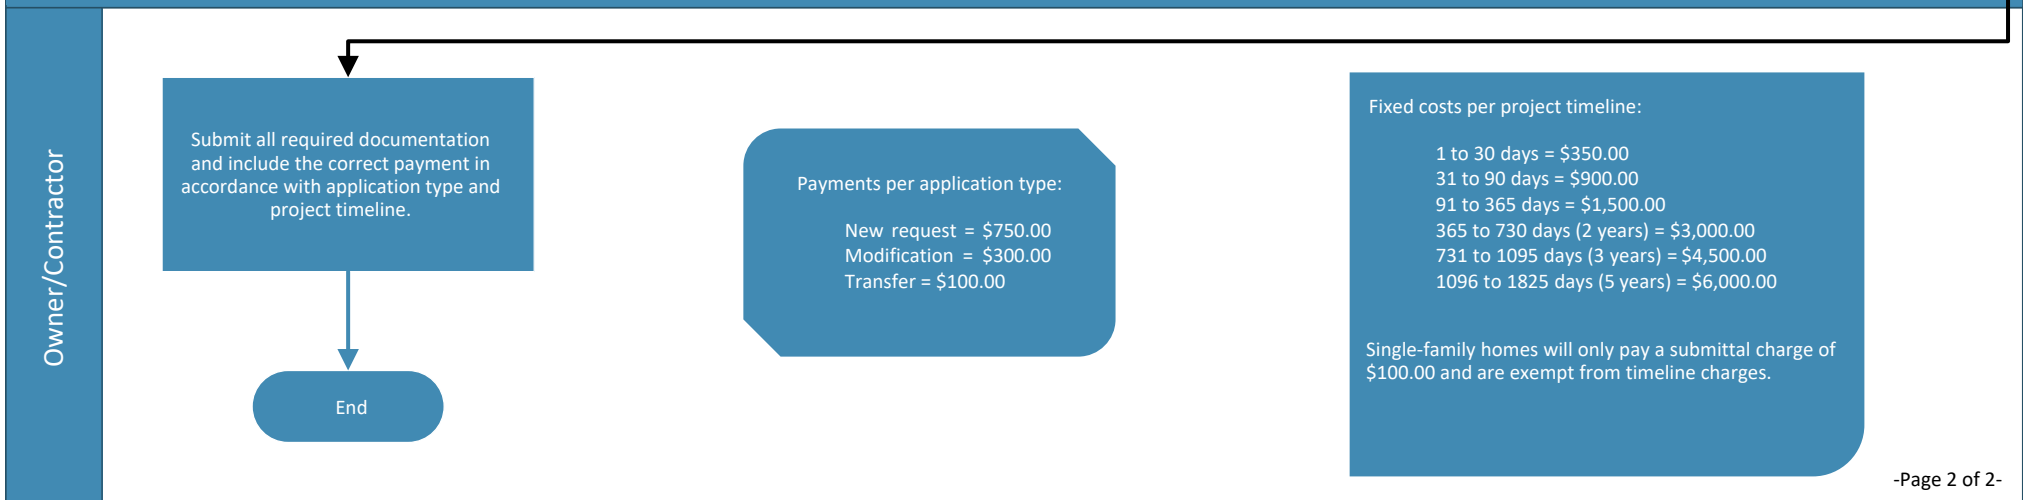 Owner/Contractor
Submit all required documentation
and include the correct payment in
accordance with application type and
project timeline.
End
Payments per application type:
New request = $750.00
Modification = $300.00
Transfer = $100.00
Fixed costs per project timeline:
1 to 30 days = $350.00
31 to 90 days = $900.00
91 to 365 days = $1,500.00
365 to 730 days (2 years) = $3,000.00
731 to 1095 days (3 years) = $4,500.00
1096 to 1825 days (5 years) = $6,000.00
Single-family homes will only pay a submittal charge of
$100.00 and are exempt from timeline charges.
-Page 2 of 2-